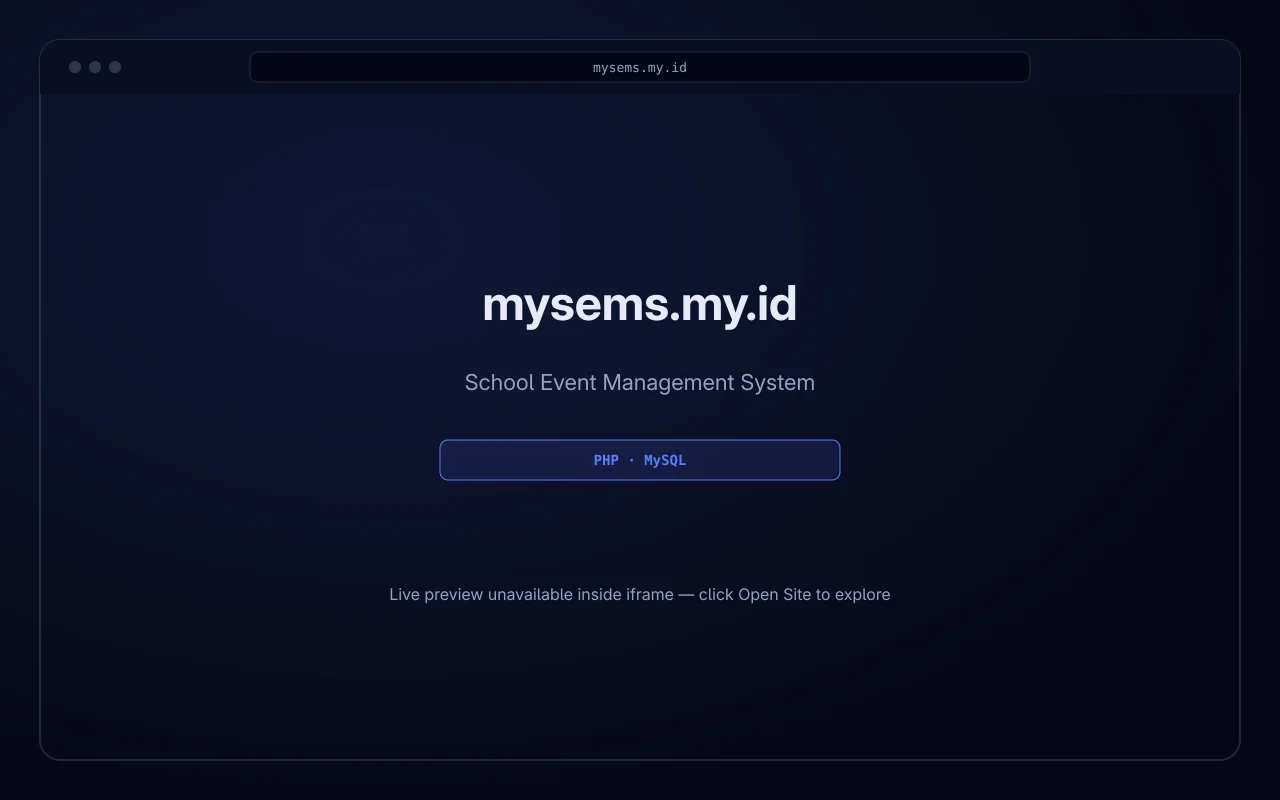 mysems.my.id
mysems.my.id
School Event Management System
PHP · MySQL
Live preview unavailable inside iframe — click Open Site to explore